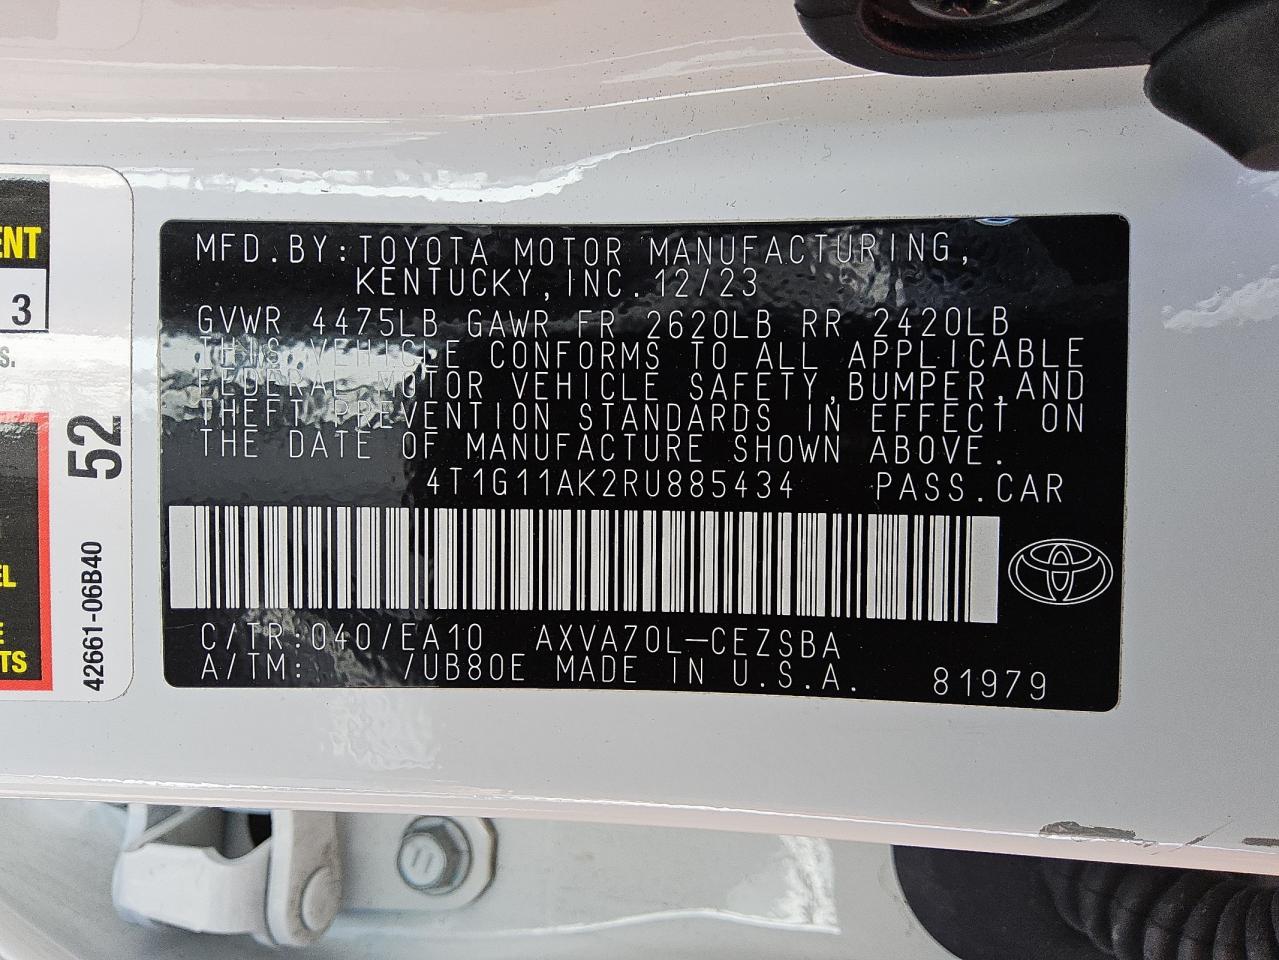 MFD.BY:TOYOTA MOTOR MANUFACTURING,
KENTUCKY,INC.12/23
GVWR 4475LB GAWR FR 2620LB RR 2420LB
THIS VEHICLE CONFORMS TO ALL APPLICABLE
FEDERAL MOTOR VEHICLE SAFETY,BUMPER,AND
THEFT PREVENTION STANDARDS IN EFFECT ON
THE DATE OF MANUFACTURE SHOWN ABOVE.
4T1G11AK2RU885434 PASS.CAR
C/TR:040/EA10 AXVA70L-CEZSBA
A/TM: /UB80E MADE IN U.S.A. 81979
ENT
3
S.
52
42661-06B40
EL
E
TS